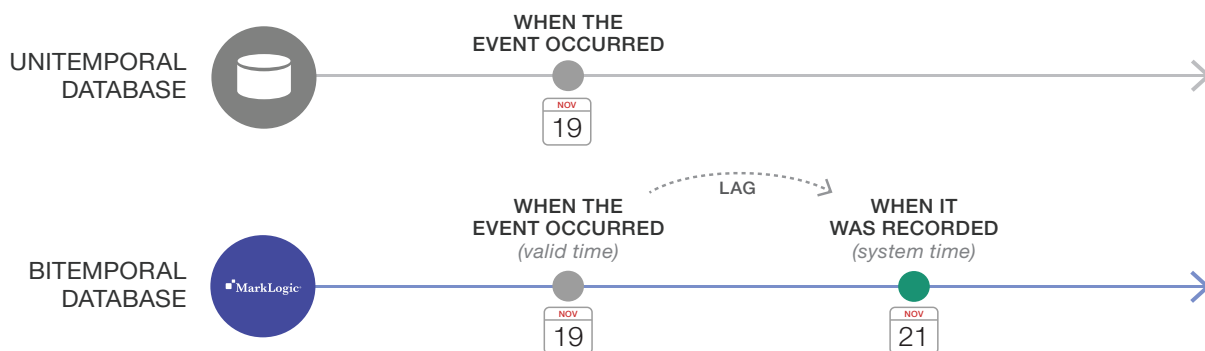 WHEN THE
EVENT OCCURRED
UNITEMPORAL
DATABASE
NOV
19
LAG
WHEN THE
EVENT OCCURRED
(valid time)
WHEN IT
WAS RECORDED
(system time)
BITEMPORAL
DATABASE
MarkLogic
NOV
19
NOV
21